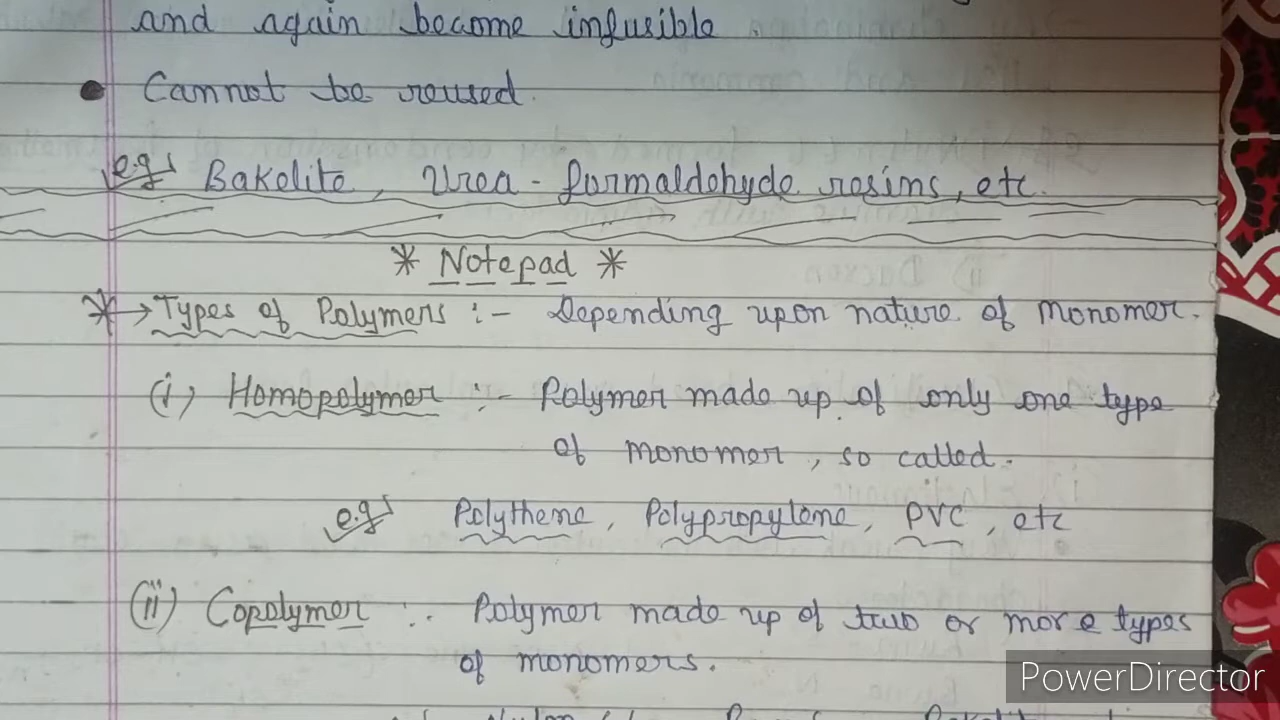 and again become infusible.
• Cannot be reused.
e.g. Bakelite, Urea - formaldehyde resins, etc.
* Notepad *
* → Types of Polymers :- Depending upon nature of monomer.
(i) Homopolymer :- Polymer made up of only one type
of monomer, so called.
e.g. Polythene, Polypropylene, PVC, etc
(ii) Copolymer :- Polymer made up of two or more types
of monomers.
PowerDirector